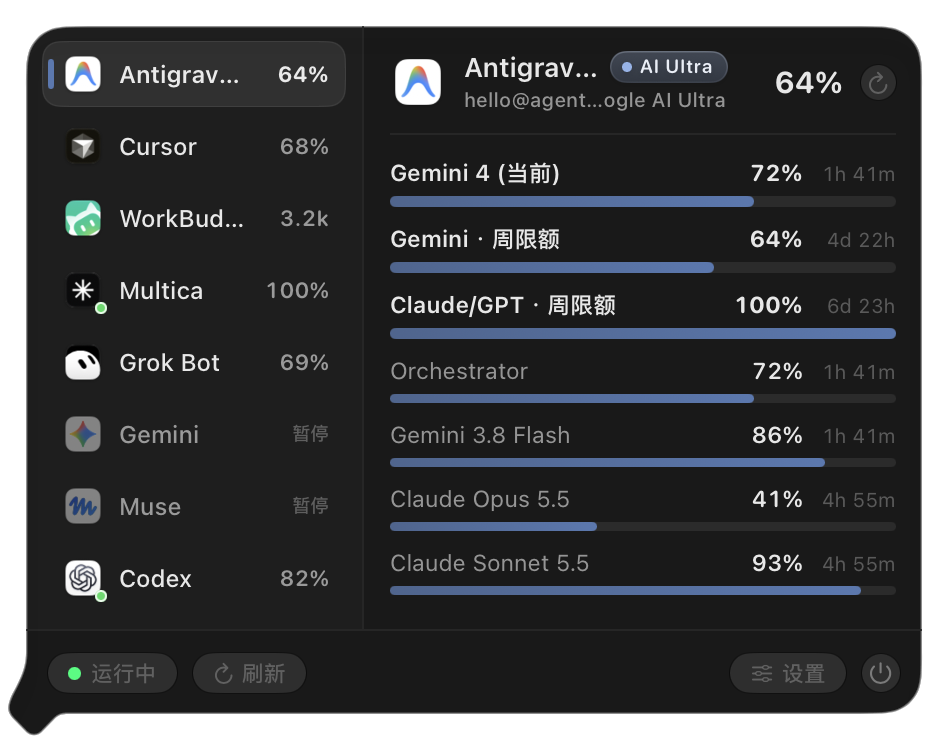 Antigrav... 64%
Cursor 68%
WorkBud... 3.2k
Multica 100%
Grok Bot 69%
Gemini 暂停
Muse 暂停
Codex 82%
Antigrav... AI Ultra 64%
hello@agent...ogle AI Ultra
Gemini 4 (当前) 72% 1h 41m
Gemini · 周限额 64% 4d 22h
Claude/GPT · 周限额 100% 6d 23h
Orchestrator 72% 1h 41m
Gemini 3.8 Flash 86% 1h 41m
Claude Opus 5.5 41% 4h 55m
Claude Sonnet 5.5 93% 4h 55m
运行中 刷新 设置